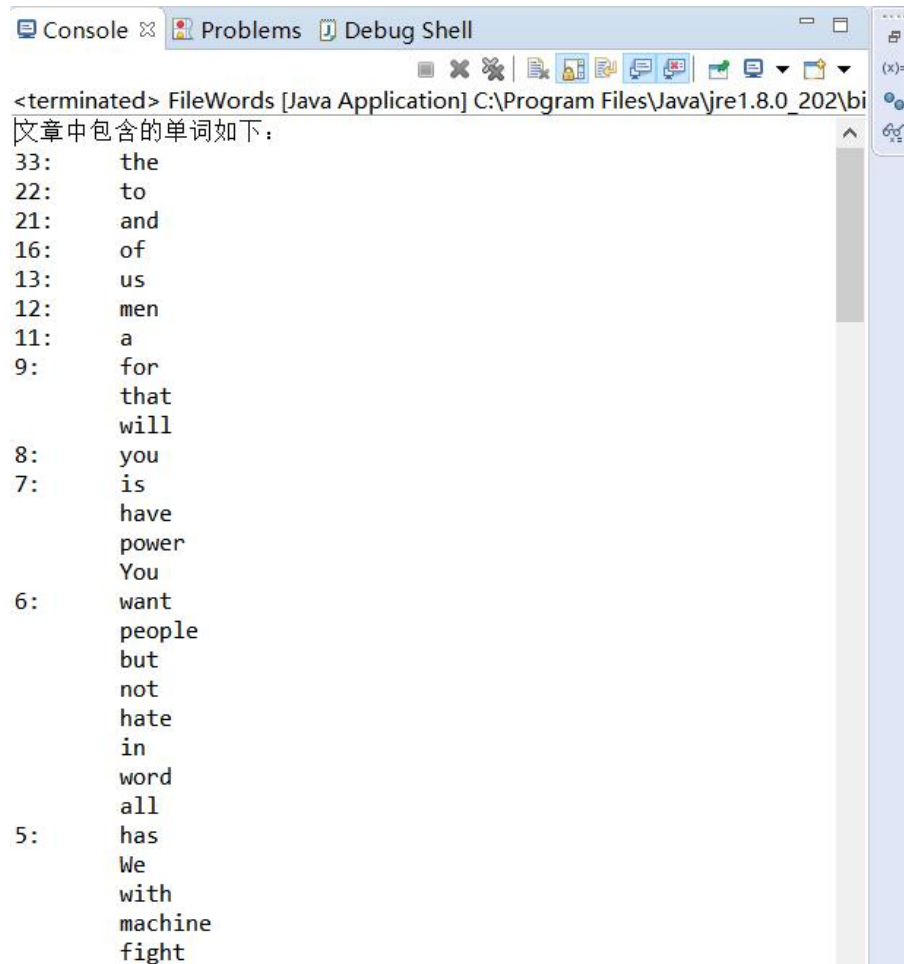 Console Problems Debug Shell
(x)=
<terminated> FileWords [Java Application] C:\Program Files\Java\jre1.8.0_202\bi
文章中包含的单词如下：
33: the
22: to
21: and
16: of
13: us
12: men
11: a
9: for
that
will
8: you
7: is
have
power
You
6: want
people
but
not
hate
in
word
all
5: has
We
with
machine
fight